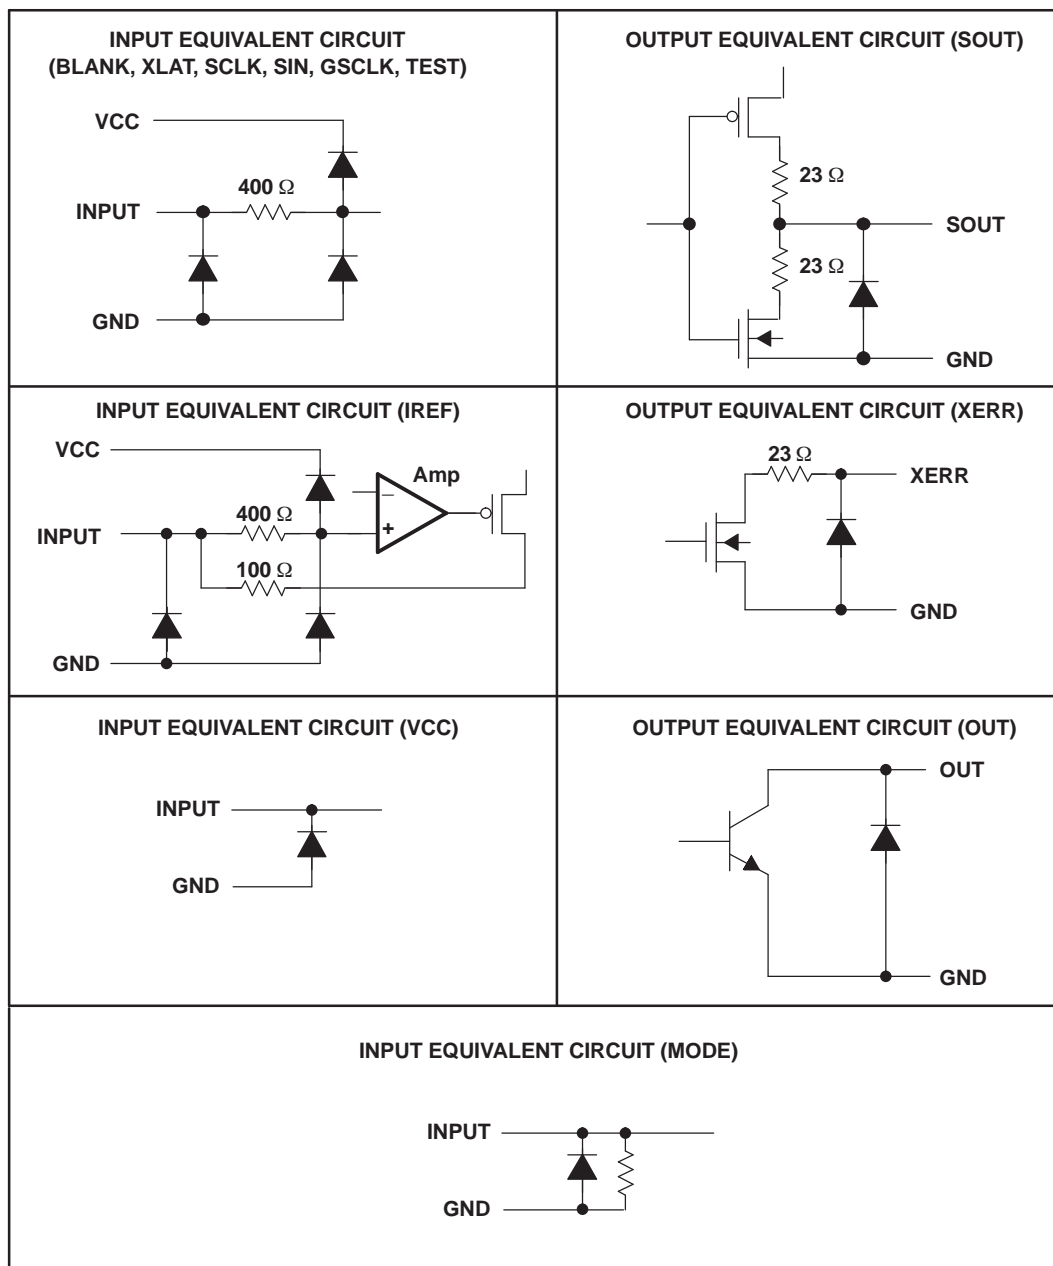 INPUT EQUIVALENT CIRCUIT
(BLANK, XLAT, SCLK, SIN, GSCLK, TEST)
VCC
400 Ω
INPUT
GND
OUTPUT EQUIVALENT CIRCUIT (SOUT)
23 Ω
SOUT
23 Ω
GND
INPUT EQUIVALENT CIRCUIT (IREF)
VCC
Amp
−
400 Ω
INPUT
+
100 Ω
GND
OUTPUT EQUIVALENT CIRCUIT (XERR)
23 Ω
XERR
GND
INPUT EQUIVALENT CIRCUIT (VCC)
INPUT
GND
OUTPUT EQUIVALENT CIRCUIT (OUT)
OUT
GND
INPUT EQUIVALENT CIRCUIT (MODE)
INPUT
GND